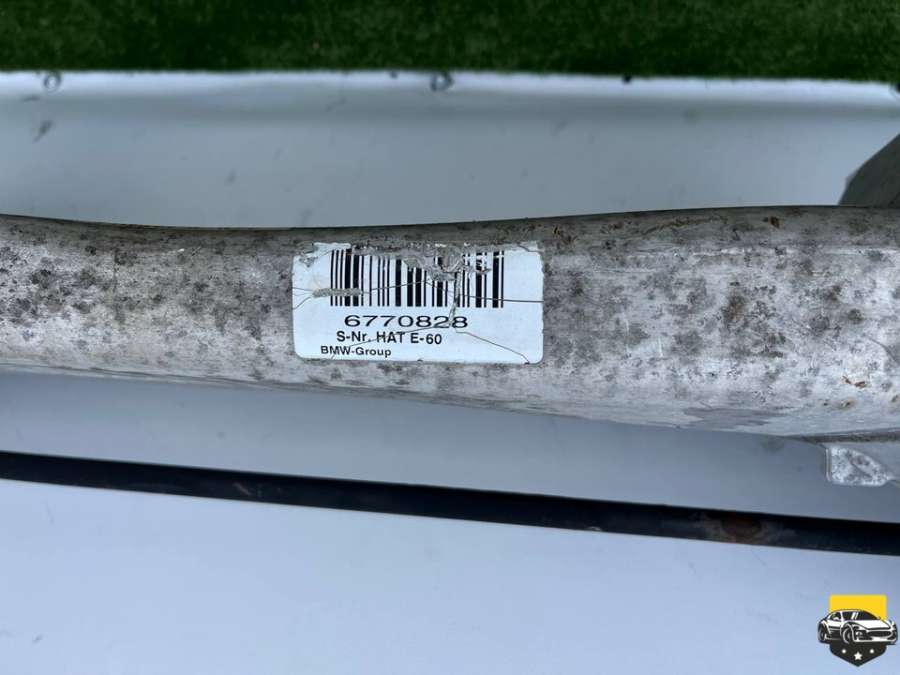 6770828
S-Nr. HAT E-60
BMW-Group